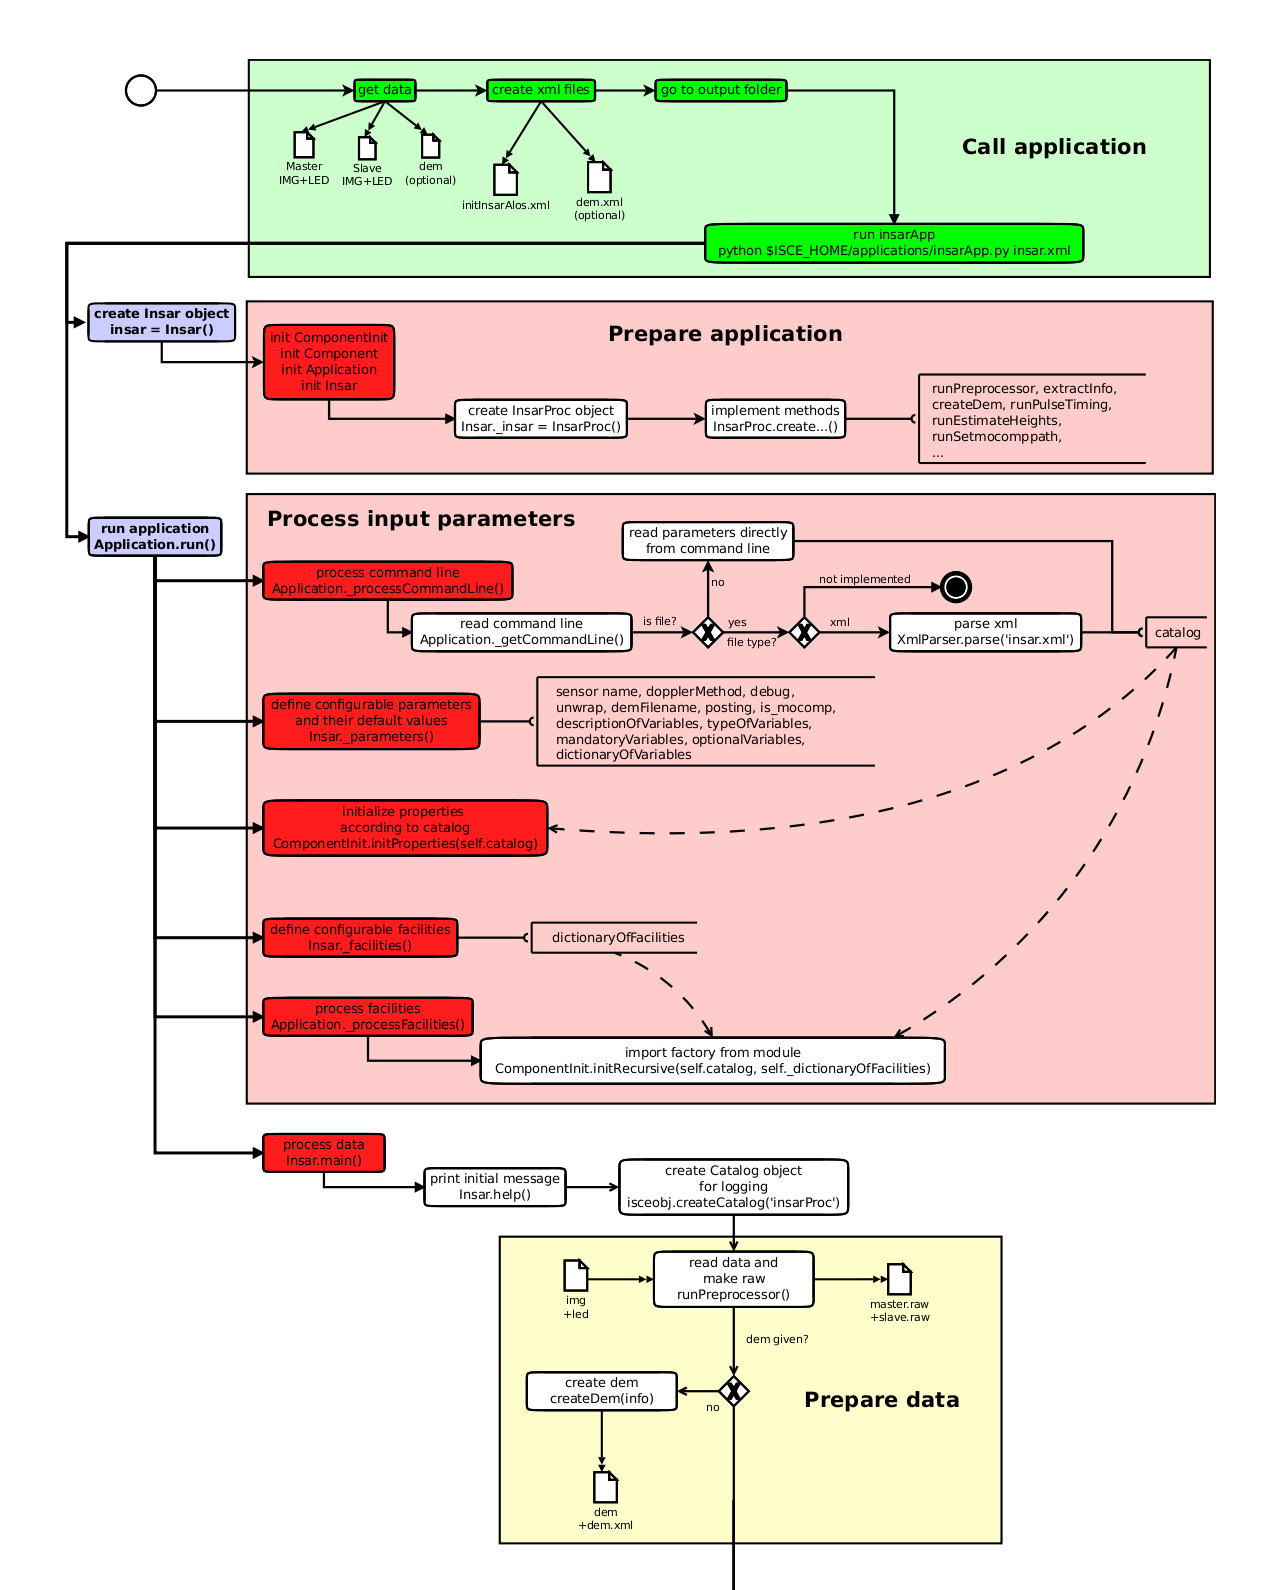 get data
create xml files
go to output folder
Master
IMG+LED
Slave
IMG+LED
dem
(optional)
initInsarAlos.xml
dem.xml
(optional)
Call application
run insarApp
python $ISCE_HOME/applications/insarApp.py insar.xml
create Insar object
insar = Insar()
Prepare application
init ComponentInit
init Component
init Application
init Insar
create InsarProc object
Insar._insar = InsarProc()
implement methods
InsarProc.create...()
runPreprocessor, extractInfo,
createDem, runPulseTiming,
runEstimateHeights,
runSetmocomppath,
...
run application
Application.run()
Process input parameters
read parameters directly
from command line
process command line
Application._processCommandLine()
no
not implemented
read command line
Application._getCommandLine()
is file?
yes
file type?
xml
parse xml
XmlParser.parse('insar.xml')
catalog
define configurable parameters
and their default values
Insar._parameters()
sensor name, dopplerMethod, debug,
unwrap, demFilename, posting, is_mocomp,
descriptionOfVariables, typeOfVariables,
mandatoryVariables, optionalVariables,
dictionaryOfVariables
initialize properties
according to catalog
ComponentInit.initProperties(self.catalog)
define configurable facilities
Insar._facilities()
dictionaryOfFacilities
process facilities
Application._processFacilities()
import factory from module
ComponentInit.initRecursive(self.catalog, self._dictionaryOfFacilities)
process data
Insar.main()
print initial message
Insar.help()
create Catalog object
for logging
isceobj.createCatalog('insarProc')
img
+led
read data and
make raw
runPreprocessor()
master.raw
+slave.raw
dem given?
create dem
createDem(info)
no
Prepare data
dem
+dem.xml